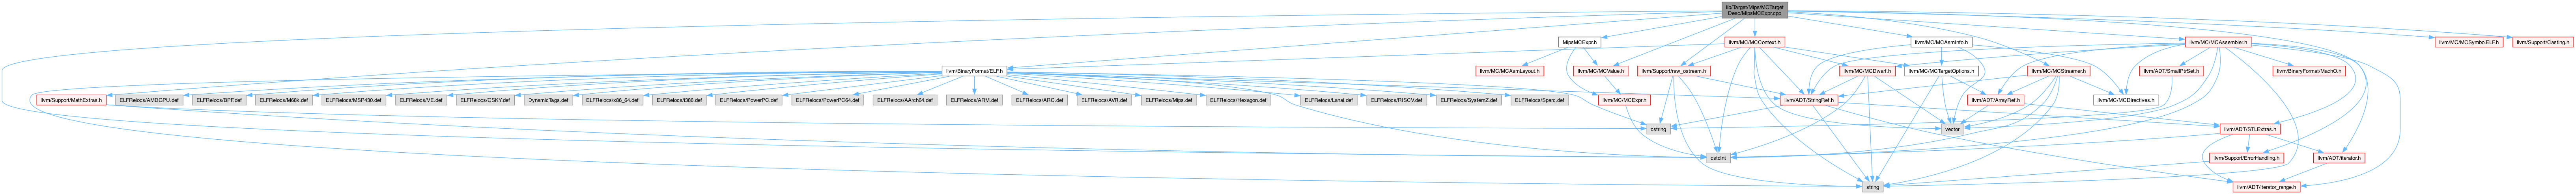 lib/Target/Mips/MCTarget
Desc/MipsMCExpr.cpp
MipsMCExpr.h
llvm/MC/MCContext.h
llvm/MC/MCAsmInfo.h
llvm/MC/MCAssembler.h
llvm/MC/MCSymbolELF.h
llvm/Support/Casting.h
llvm/BinaryFormat/ELF.h
llvm/MC/MCAsmLayout.h
llvm/MC/MCValue.h
llvm/Support/raw_ostream.h
llvm/MC/MCDwarf.h
llvm/MC/MCTargetOptions.h
llvm/MC/MCStreamer.h
llvm/ADT/SmallPtrSet.h
llvm/BinaryFormat/MachO.h
llvm/Support/MathExtras.h
ELFRelocs/AMDGPU.def
ELFRelocs/BPF.def
ELFRelocs/M68k.def
ELFRelocs/MSP430.def
ELFRelocs/VE.def
ELFRelocs/CSKY.def
DynamicTags.def
ELFRelocs/x86_64.def
ELFRelocs/i386.def
ELFRelocs/PowerPC.def
ELFRelocs/PowerPC64.def
ELFRelocs/AArch64.def
ELFRelocs/ARM.def
ELFRelocs/ARC.def
ELFRelocs/AVR.def
ELFRelocs/Mips.def
ELFRelocs/Hexagon.def
ELFRelocs/Lanai.def
ELFRelocs/RISCV.def
ELFRelocs/SystemZ.def
ELFRelocs/Sparc.def
llvm/MC/MCExpr.h
llvm/ADT/StringRef.h
llvm/ADT/ArrayRef.h
llvm/MC/MCDirectives.h
cstring
vector
llvm/ADT/STLExtras.h
cstdint
llvm/Support/ErrorHandling.h
llvm/ADT/iterator.h
string
llvm/ADT/iterator_range.h